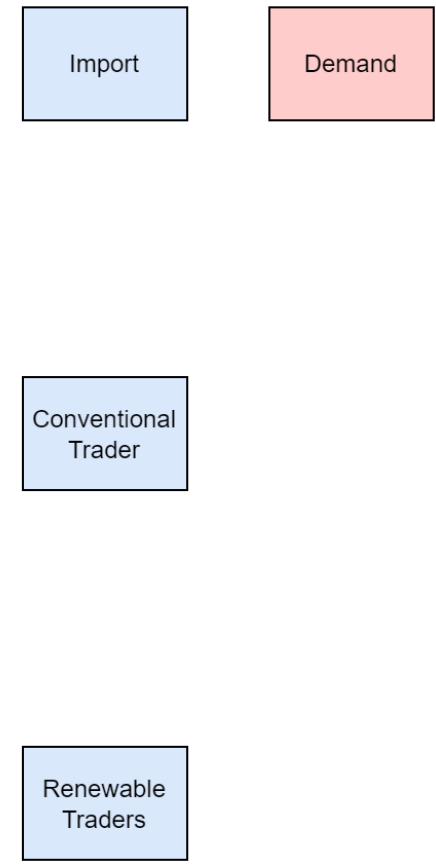 Import
Demand
Conventional
Trader
Renewable
Traders